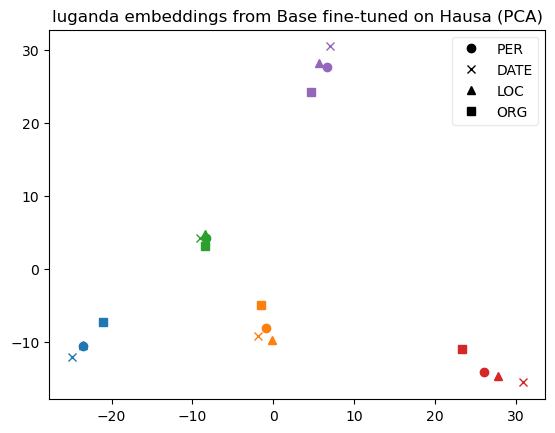 luganda embeddings from Base fine-tuned on Hausa (PCA)
30
20
10
0
−10
−20
−10
0
10
20
30
PER
DATE
LOC
ORG